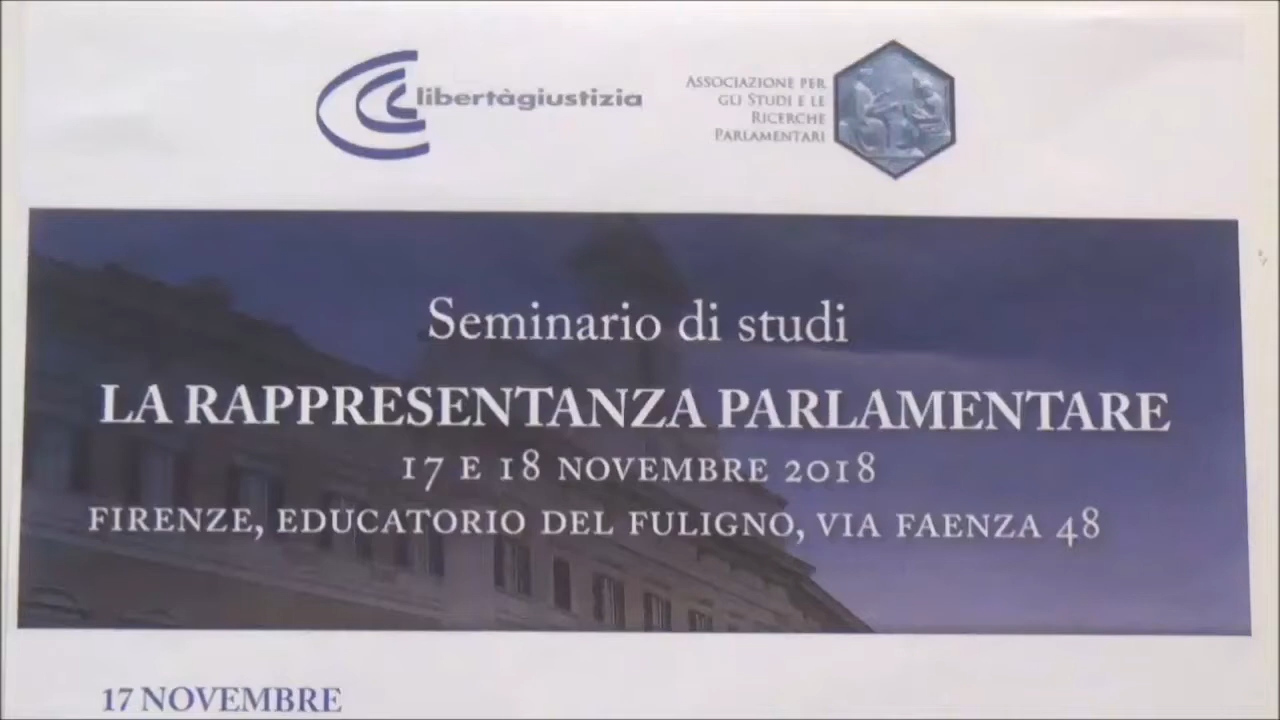 libertàgiustizia
ASSOCIAZIONE PER
GLI STUDI E LE
RICERCHE
PARLAMENTARI
Seminario di studi
LA RAPPRESENTANZA PARLAMENTARE
17 E 18 NOVEMBRE 2018
FIRENZE, EDUCATORIO DEL FULIGNO, VIA FAENZA 48
17 NOVEMBRE